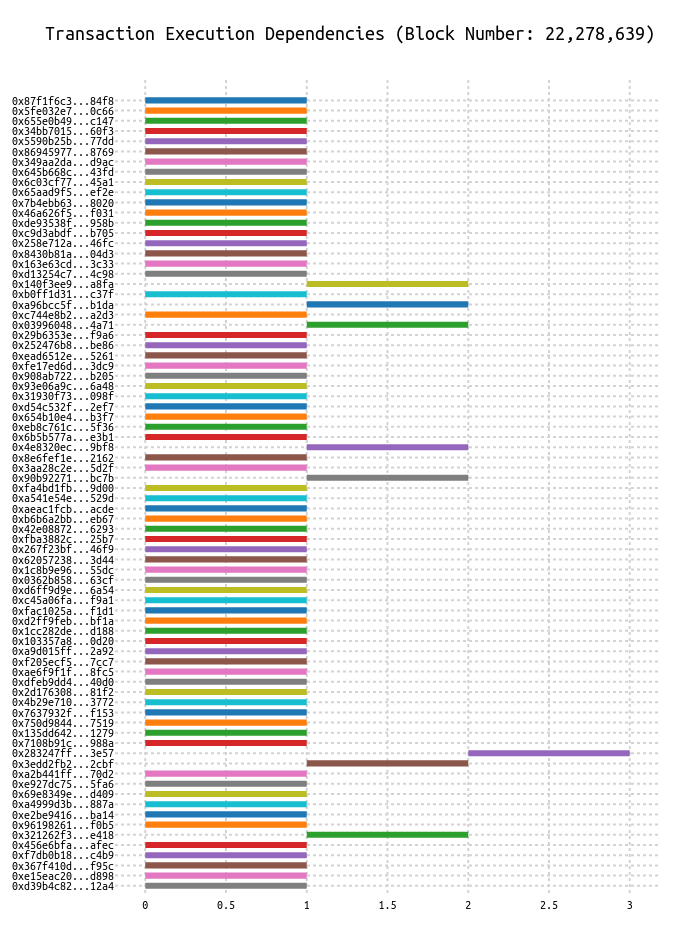 Transaction Execution Dependencies (Block Number: 22,278,639)
0x87f1f6c3...84f8
0x5fe032e7...0c66
0x655e0b49...c147
0x34bb7015...60f3
0x5590b25b...77dd
0x86945977...8769
0x349aa2da...d9ac
0x645b668c...43fd
0x6c03cf77...45a1
0x65aad9f5...ef2e
0x7b4ebb63...8020
0x46a626f5...f031
0xde93538f...958b
0xc9d3abdf...b705
0x258e712a...46fc
0x8430b81a...04d3
0x163e63cd...3c33
0xd13254c7...4c98
0x140f3ee9...a8fa
0xb0ff1d31...c37f
0xa96bcc5f...b1da
0xc744e8b2...a2d3
0x03996048...4a71
0x29b6353e...f9a6
0x252476b8...be86
0xead6512e...5261
0xfe17ed6d...3dc9
0x908ab722...b205
0x93e06a9c...6a48
0x31930f73...098f
0xd54c532f...2ef7
0x654b10e4...b3f7
0xeb8c761c...5f36
0x6b5b577a...e3b1
0x4e8320ec...9bf8
0x8e6fef1e...2162
0x3aa28c2e...5d2f
0x90b92271...bc7b
0xfa4bd1fb...9d00
0xa541e54e...529d
0xaeac1fcb...acde
0xb6b6a2bb...eb67
0x42e08872...6293
0xfba3882c...25b7
0x267f23bf...46f9
0x62057238...3d44
0x1c8b9e96...55dc
0x0362b858...63cf
0xd6ff9d9e...6a54
0xc45a06fa...f9a1
0xfac1025a...f1d1
0xd2ff9feb...bf1a
0x1cc282de...d188
0x103357a8...0d20
0xa9d015ff...2a92
0xf205ecf5...7cc7
0xae6f9f1f...8fc5
0xdfeb9dd4...40d0
0x2d176308...81f2
0x4b29e710...3772
0x7637932f...f153
0x750d9844...7519
0x135dd642...1279
0x7108b91c...988a
0x283247ff...3e57
0x3edd2fb2...2cbf
0xa2b441ff...70d2
0xe927dc75...5fa6
0x69e8349e...d409
0xa4999d3b...887a
0xe2be9416...ba14
0x96198261...f0b5
0x321262f3...e418
0x456e6bfa...afec
0xf7db0b18...c4b9
0x367f410d...f95c
0xe15eac20...d898
0xd39b4c82...12a4
0 0.5 1 1.5 2 2.5 3